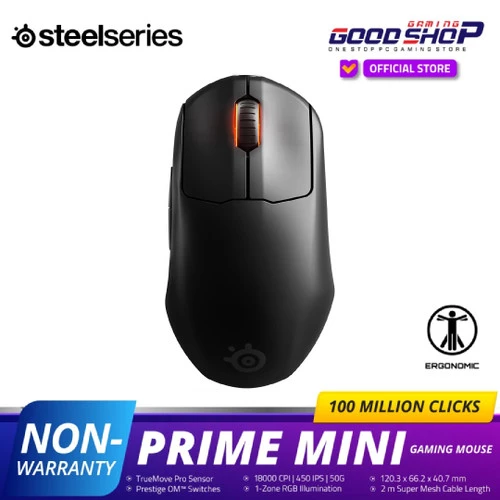 steelseries
GAMING
GOODSHOP
ONE STOP PC GAMING STORE
OFFICIAL STORE
ERGONOMIC
100 MILLION CLICKS
NON-
WARRANTY
PRIME MINI GAMING MOUSE
TrueMove Pro Sensor
Prestige OM™ Switches
18000 CPI | 450 IPS | 50G
1-Zone RGB Illumination
120.3 x 66.2 x 40.7 mm
2 m Super Mesh Cable Length